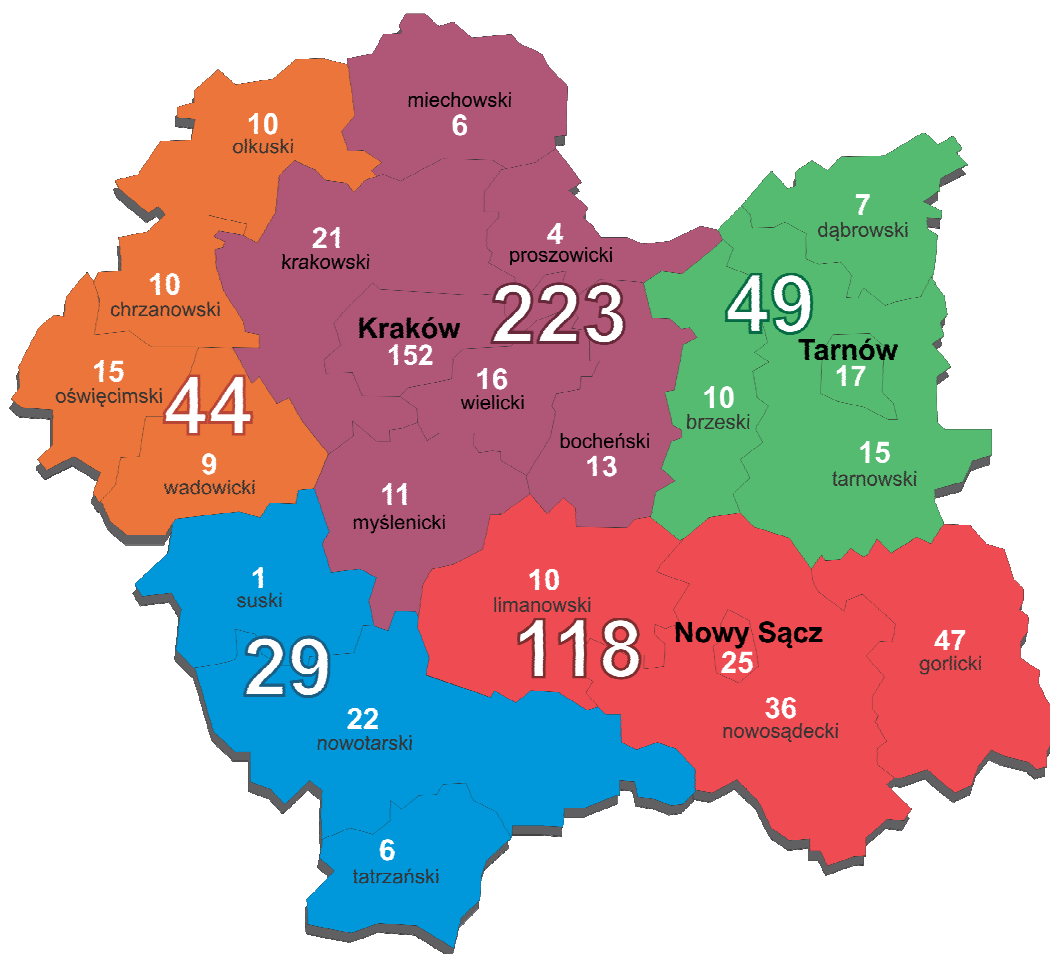 miechowski
6
10
olkuski
7
dąbrowski
21
krakowski
4
proszowicki
10
chrzanowski
223
49
Kraków
152
Tarnów
17
15
oświęcimski
44
16
wielicki
10
brzeski
bocheński
13
9
wadowicki
15
tarnowski
11
myślenicki
1
suski
10
limanowski
118
Nowy Sącz
25
47
gorlicki
29
22
nowotarski
36
nowosądecki
6
tatrzański